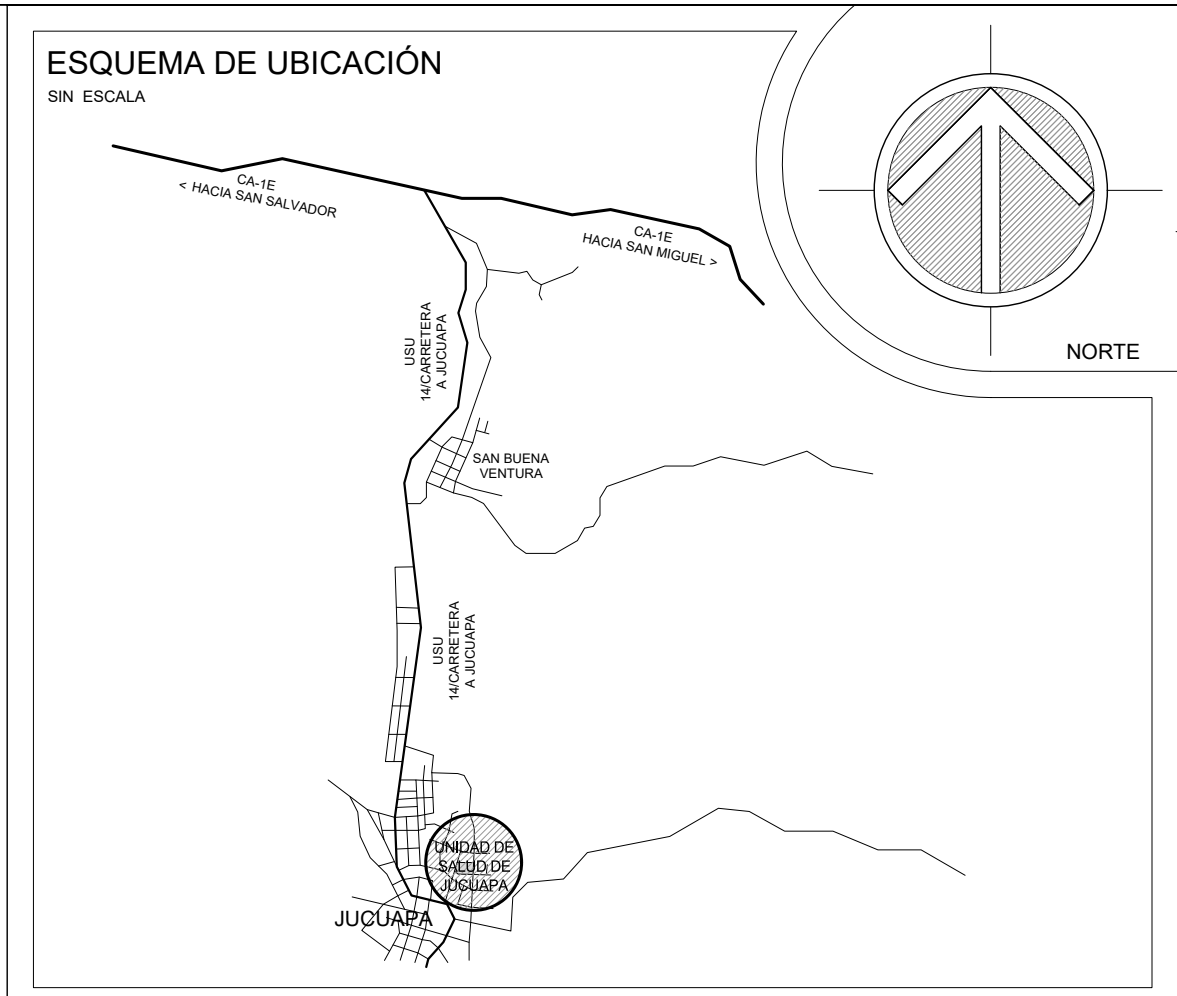 ESQUEMA DE UBICACIÓN
SIN ESCALA
CA-1E
< HACIA SAN SALVADOR
CA-1E
HACIA SAN MIGUEL >
NORTE
USU
14/CARRETERA
A JUCUAPA
SAN BUENA
VENTURA
USU
14/CARRETERA
A JUCUAPA
UNIDAD DE
SALUD DE
JUCUAPA
JUCUAPA